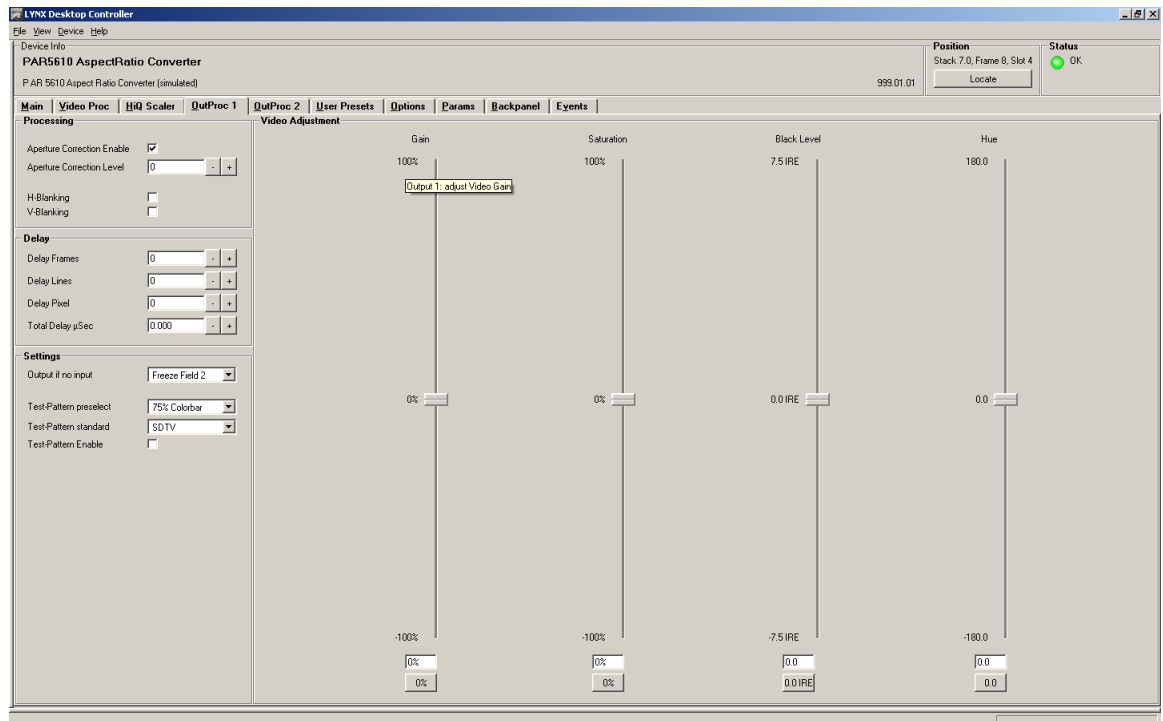 LYNX Desktop Controller
File View Device Help
Device Info
PAR5610 AspectRatio Converter
P AR 5610 Aspect Ratio Converter (simulated)
999.01.01
Position
Stack 7.0, Frame 8, Slot 4
Locate
Status
OK
Main Video Proc HiQ Scaler OutProc 1 OutProc 2 User Presets Options Params Backpanel Events
Processing
Aperture Correction Enable
Aperture Correction Level 0 - +
H-Blanking
V-Blanking
Delay
Delay Frames 0 - +
Delay Lines 0 - +
Delay Pixel 0 - +
Total Delay µSec 0.000 - +
Settings
Output if no input Freeze Field 2
Test-Pattern preselect 75% Colorbar
Test-Pattern standard SDTV
Test-Pattern Enable
Video Adjustment
Gain Saturation Black Level Hue
100% 100% 7.5 IRE 180.0
Output 1: adjust Video Gain
0% 0% 0.0 IRE 0.0
-100% -100% -7.5 IRE -180.0
0% 0% 0.0 0.0
0% 0% 0.0 IRE 0.0